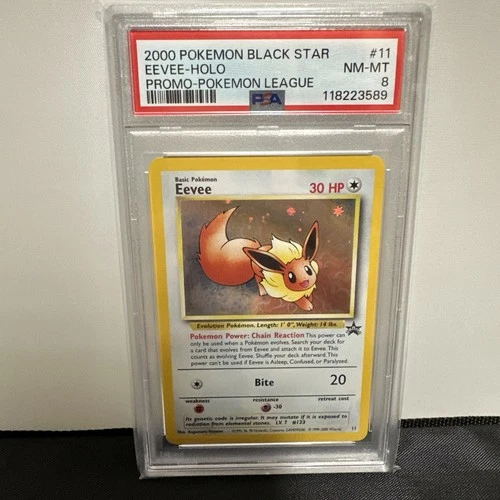 2000 POKEMON BLACK STAR #11
EEVEE-HOLO NM-MT
PROMO-POKEMON LEAGUE 8
PSA 118223589
Basic Pokémon
Eevee 30 HP
Evolution Pokémon. Length: 1' 0", Weight: 14 lbs.
Pokémon Power: Chain Reaction This power can
only be used when a Pokémon evolves. Search your deck for
a card that evolves from Eevee and attach it to Eevee. This
counts as evolving Eevee. Shuffle your deck afterward. This
power can't be used if Eevee is Asleep, Confused, or Paralyzed.
Bite 20
weakness resistance retreat cost
-30
Its genetic code is irregular. It may mutate if it is exposed to
radiation from elemental stones. LV. 7 #133
11